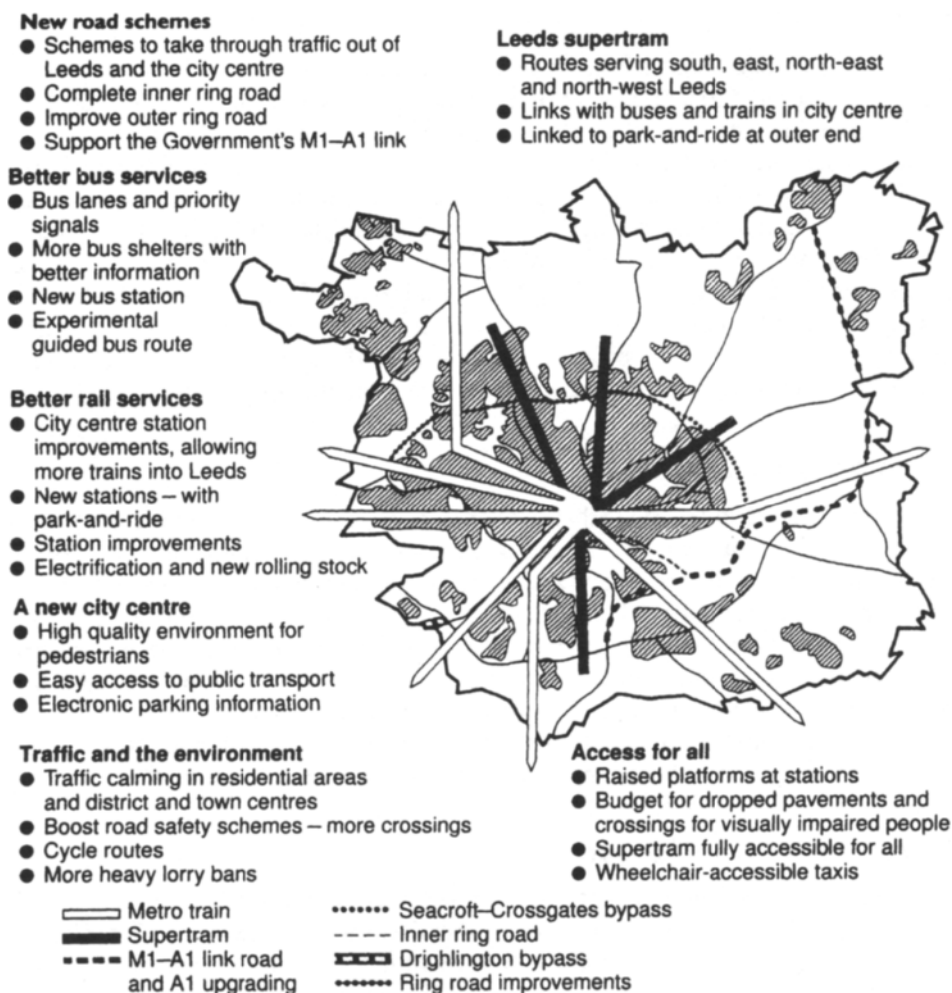 New road schemes
● Schemes to take through traffic out of
Leeds and the city centre
● Complete inner ring road
● Improve outer ring road
● Support the Government's M1–A1 link
Leeds supertram
● Routes serving south, east, north-east
and north-west Leeds
● Links with buses and trains in city centre
● Linked to park-and-ride at outer end
Better bus services
● Bus lanes and priority
signals
● More bus shelters with
better information
● New bus station
● Experimental
guided bus route
Better rail services
● City centre station
improvements, allowing
more trains into Leeds
● New stations – with
park-and-ride
● Station improvements
● Electrification and new rolling stock
A new city centre
● High quality environment for
pedestrians
● Easy access to public transport
● Electronic parking information
Traffic and the environment
● Traffic calming in residential areas
and district and town centres
● Boost road safety schemes – more crossings
● Cycle routes
● More heavy lorry bans
Access for all
● Raised platforms at stations
● Budget for dropped pavements and
crossings for visually impaired people
● Supertram fully accessible for all
● Wheelchair-accessible taxis
Metro train
Supertram
M1–A1 link road
and A1 upgrading
Seacroft–Crossgates bypass
Inner ring road
Drighlington bypass
Ring road improvements